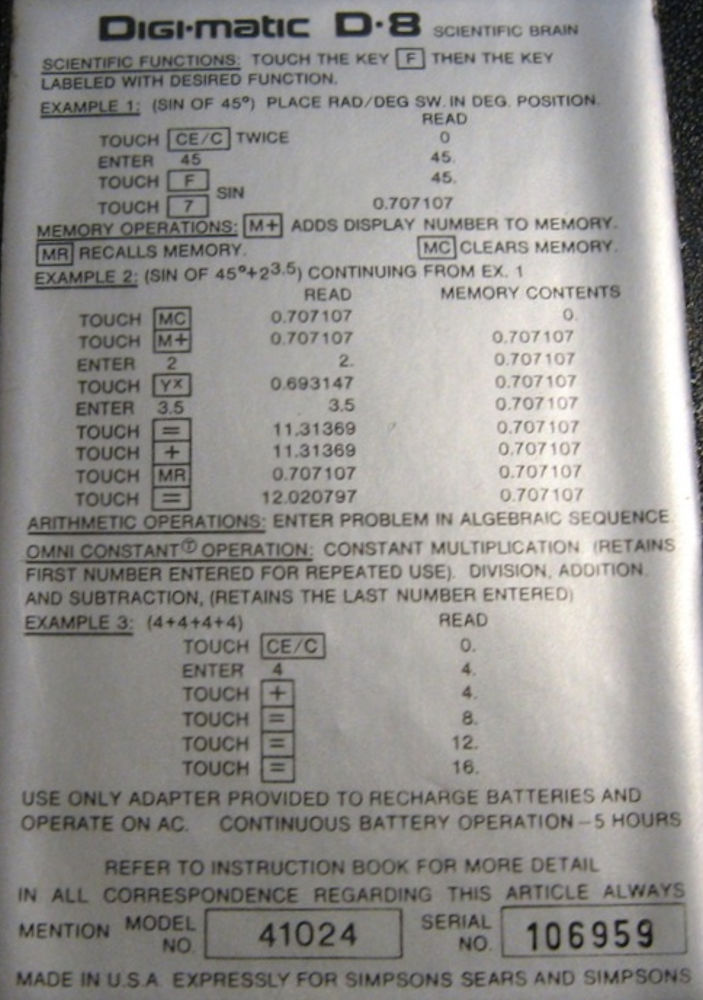 DIGI·MATIC D·8 SCIENTIFIC BRAIN
SCIENTIFIC FUNCTIONS: TOUCH THE KEY F THEN THE KEY
LABELED WITH DESIRED FUNCTION.
EXAMPLE 1: (SIN OF 45°) PLACE RAD/DEG SW. IN DEG. POSITION.
READ
TOUCH CE/C TWICE 0
ENTER 45 45.
TOUCH F 45.
SIN
TOUCH 7 0.707107
MEMORY OPERATIONS: M+ ADDS DISPLAY NUMBER TO MEMORY.
MR RECALLS MEMORY. MC CLEARS MEMORY.
EXAMPLE 2: (SIN OF 45°+2^3.5) CONTINUING FROM EX. 1
READ MEMORY CONTENTS
TOUCH MC 0.707107 0.
TOUCH M+ 0.707107 0.707107
ENTER 2 2. 0.707107
TOUCH Yx 0.693147 0.707107
ENTER 3.5 3.5 0.707107
TOUCH = 11.31369 0.707107
TOUCH + 11.31369 0.707107
TOUCH MR 0.707107 0.707107
TOUCH = 12.020797 0.707107
ARITHMETIC OPERATIONS: ENTER PROBLEM IN ALGEBRAIC SEQUENCE
OMNI CONSTANT Ⓣ OPERATION: CONSTANT MULTIPLICATION (RETAINS
FIRST NUMBER ENTERED FOR REPEATED USE). DIVISION, ADDITION
AND SUBTRACTION, (RETAINS THE LAST NUMBER ENTERED)
EXAMPLE 3: (4+4+4+4) READ
TOUCH CE/C 0.
ENTER 4 4.
TOUCH + 4.
TOUCH = 8.
TOUCH = 12.
TOUCH = 16.
USE ONLY ADAPTER PROVIDED TO RECHARGE BATTERIES AND
OPERATE ON AC. CONTINUOUS BATTERY OPERATION – 5 HOURS
REFER TO INSTRUCTION BOOK FOR MORE DETAIL
IN ALL CORRESPONDENCE REGARDING THIS ARTICLE ALWAYS
MENTION MODEL NO. 41024 SERIAL NO. 106959
MADE IN U.S.A. EXPRESSLY FOR SIMPSONS SEARS AND SIMPSONS